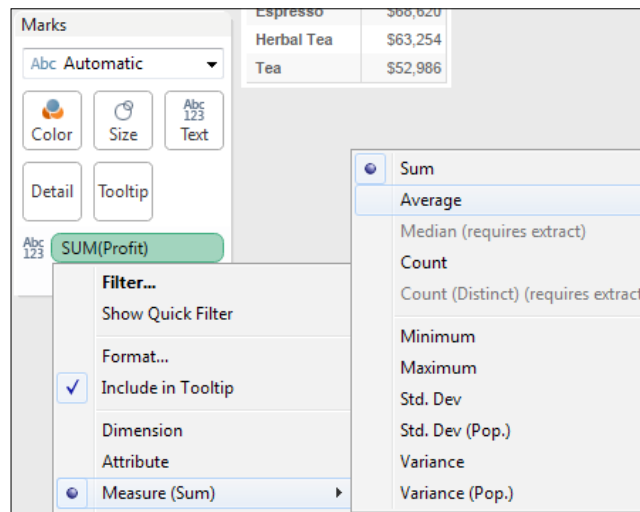 Marks
Abc Automatic
Color
Size
Abc
123
Text
Detail
Tooltip
Abc
123
SUM(Profit)
Espresso $68,620
Herbal Tea $63,254
Tea $52,986
Filter...
Show Quick Filter
Format...
Include in Tooltip
Dimension
Attribute
Measure (Sum)
Sum
Average
Median (requires extract)
Count
Count (Distinct) (requires extract
Minimum
Maximum
Std. Dev
Std. Dev (Pop.)
Variance
Variance (Pop.)